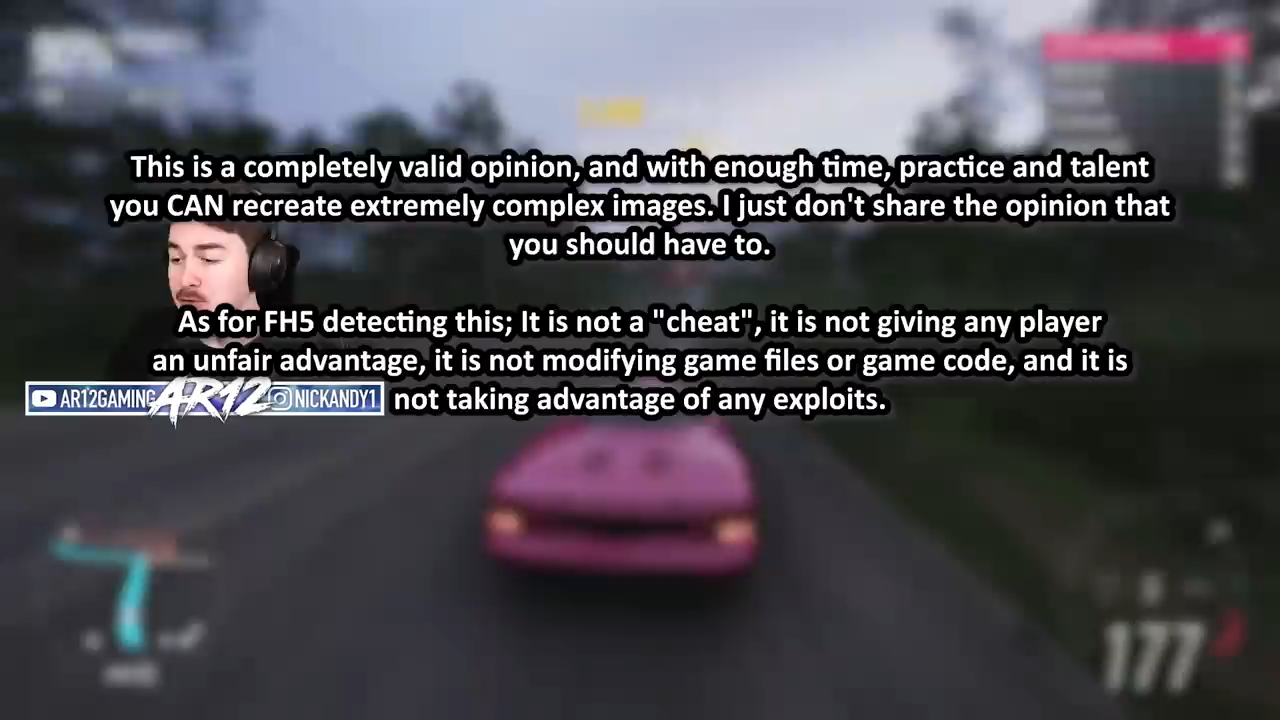 This is a completely valid opinion, and with enough time, practice and talent
you CAN recreate extremely complex images. I just don't share the opinion that
you should have to.
As for FH5 detecting this; It is not a "cheat", it is not giving any player
an unfair advantage, it is not modifying game files or game code, and it is
not taking advantage of any exploits.
AR12GAMING AR12 NICKANDY1
177